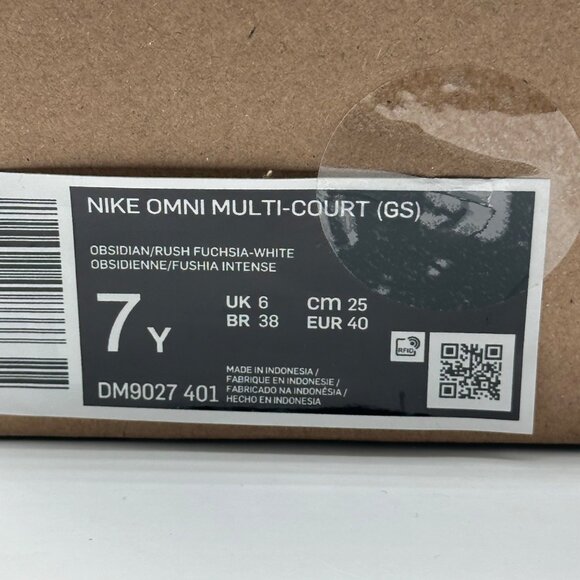 NIKE OMNI MULTI-COURT (GS)
OBSIDIAN/RUSH FUCHSIA-WHITE
OBSIDIENNE/FUSHIA INTENSE
7 Y
UK 6 cm 25
BR 38 EUR 40
RFID
DM9027 401
MADE IN INDONESIA /
FABRIQUE EN INDONESIE /
FABRICADO NA INDONÉSIA /
HECHO EN INDONESIA